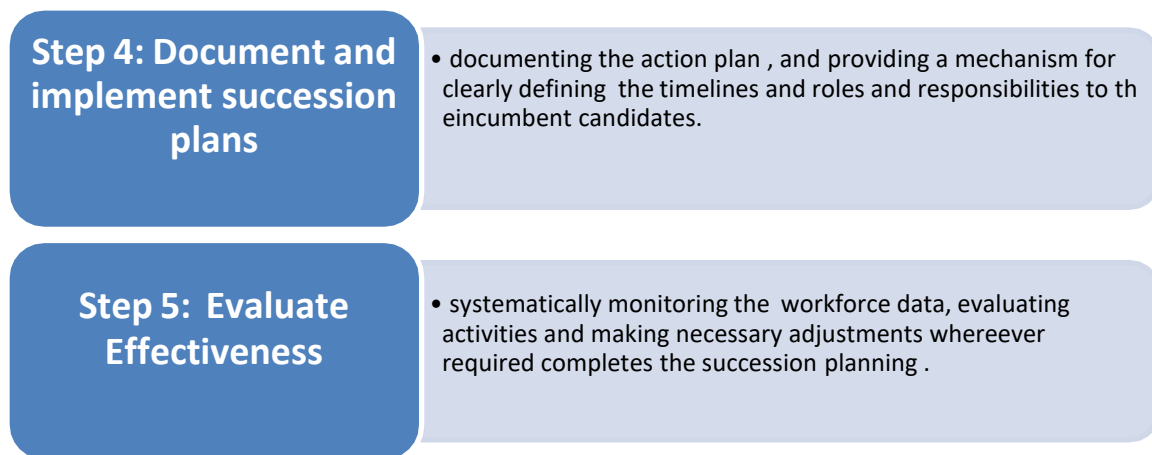 Step 4: Document and
implement succession
plans
• documenting the action plan , and providing a mechanism for
clearly defining the timelines and roles and responsibilities to th
eincumbent candidates.
Step 5: Evaluate
Effectiveness
• systematically monitoring the workforce data, evaluating
activities and making necessary adjustments whereever
required completes the succession planning .